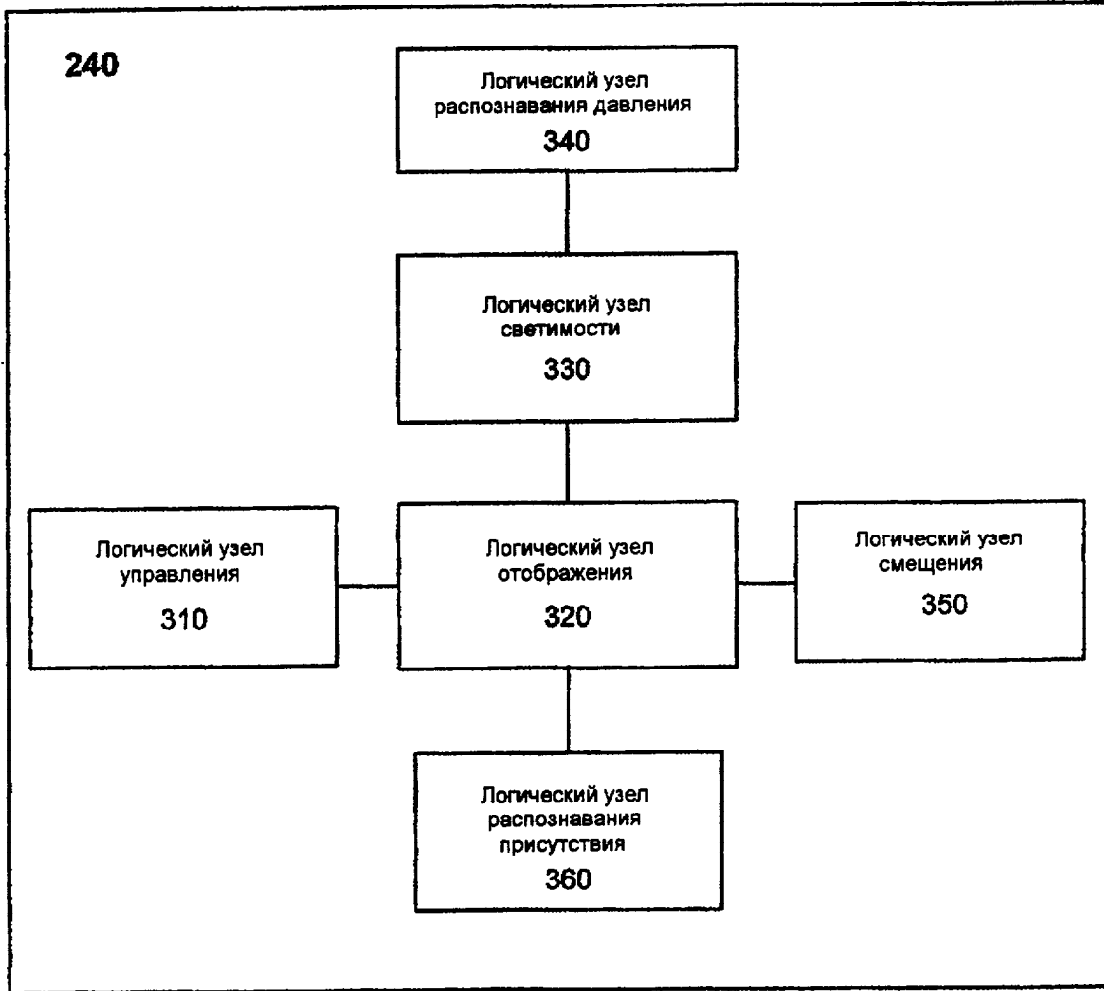 240
Логический узел
распознавания давления
340
Логический узел
светимости
330
Логический узел
управления
310
Логический узел
отображения
320
Логический узел
смещения
350
Логический узел
распознавания
присутствия
360